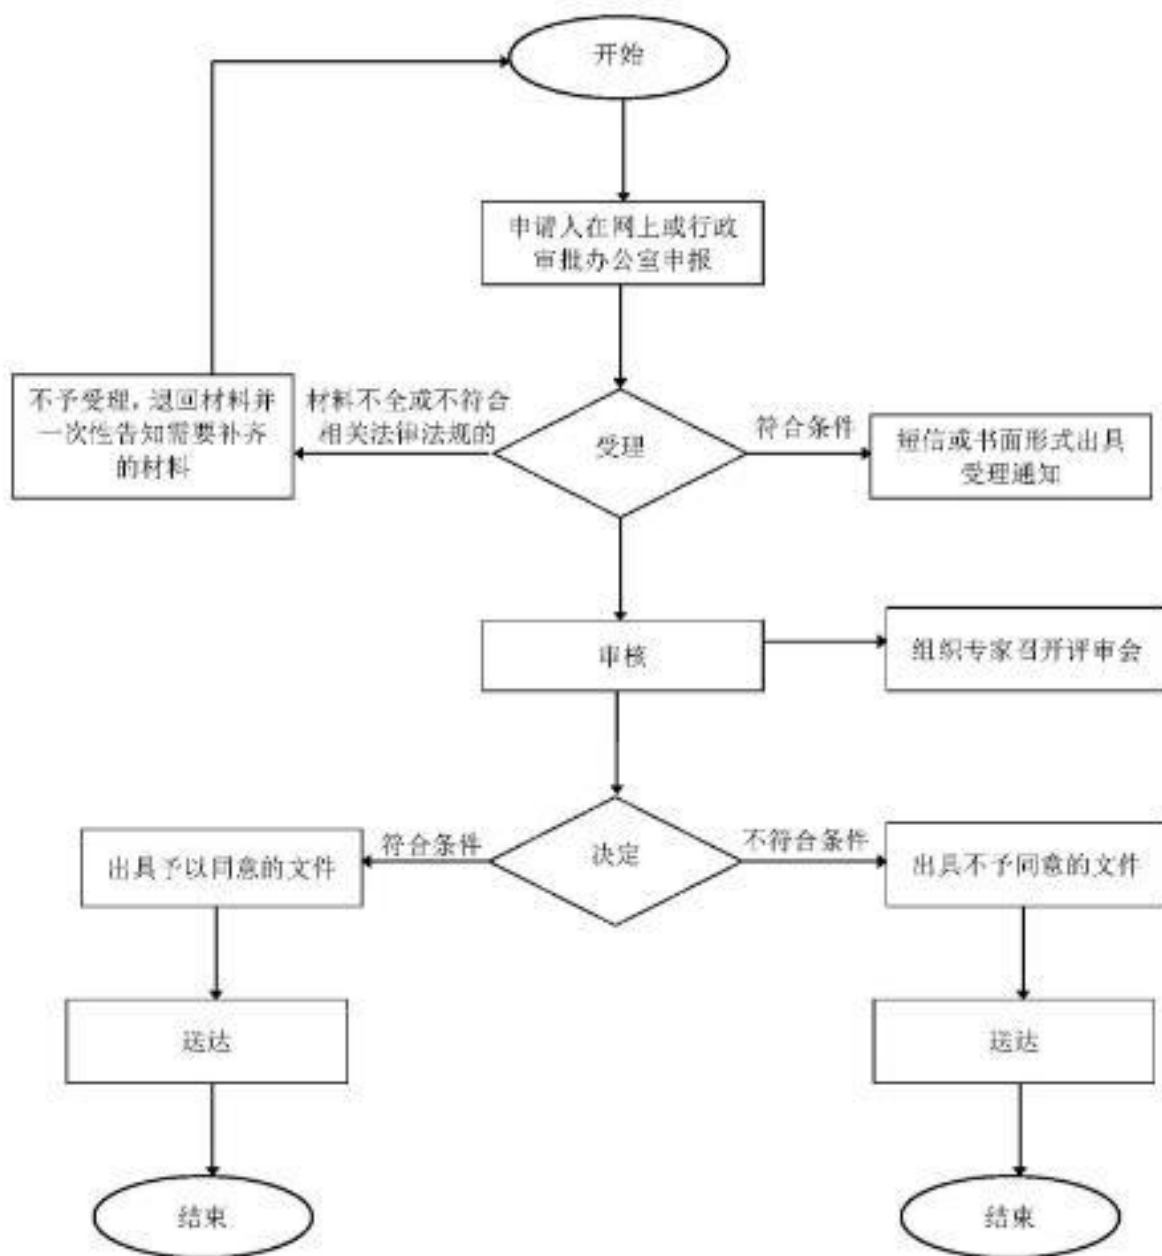 开始
申请人在网上或行政
审批办公室申报
不予受理，退回材料并
一次性告知需要补齐
的材料
材料不全或不符合
相关法律法规的
受理
符合条件
短信或书面形式出具
受理通知
审核
组织专家召开评审会
出具予以同意的文件
符合条件
决定
不符合条件
出具不予同意的文件
送达
送达
结束
结束